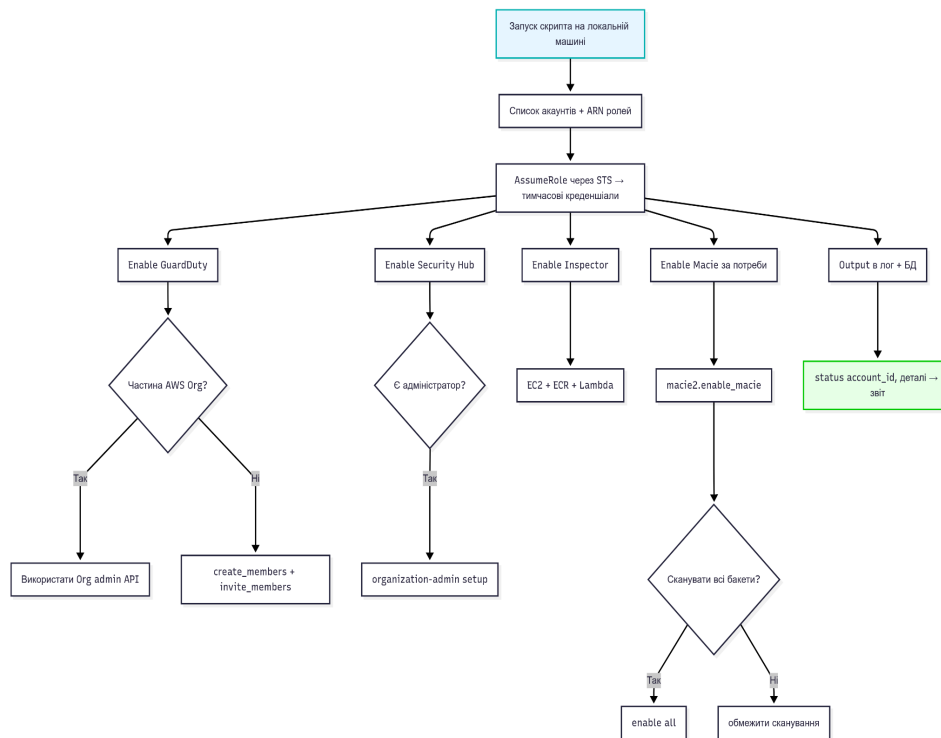 Запуск скрипта на локальній
машині
Список акаунтів + ARN ролей
AssumeRole через STS →
тимчасові креденшіали
Enable GuardDuty
Enable Security Hub
Enable Inspector
Enable Macie за потреби
Output в лог + БД
Частина AWS Org?
Є адміністратор?
EC2 + ECR + Lambda
macie2.enable_macie
status account_id, деталі →
звіт
Так
Ні
Так
Використати Org admin API
create_members +
invite_members
organization-admin setup
Сканувати всі бакети?
Так
Ні
enable all
обмежити сканування